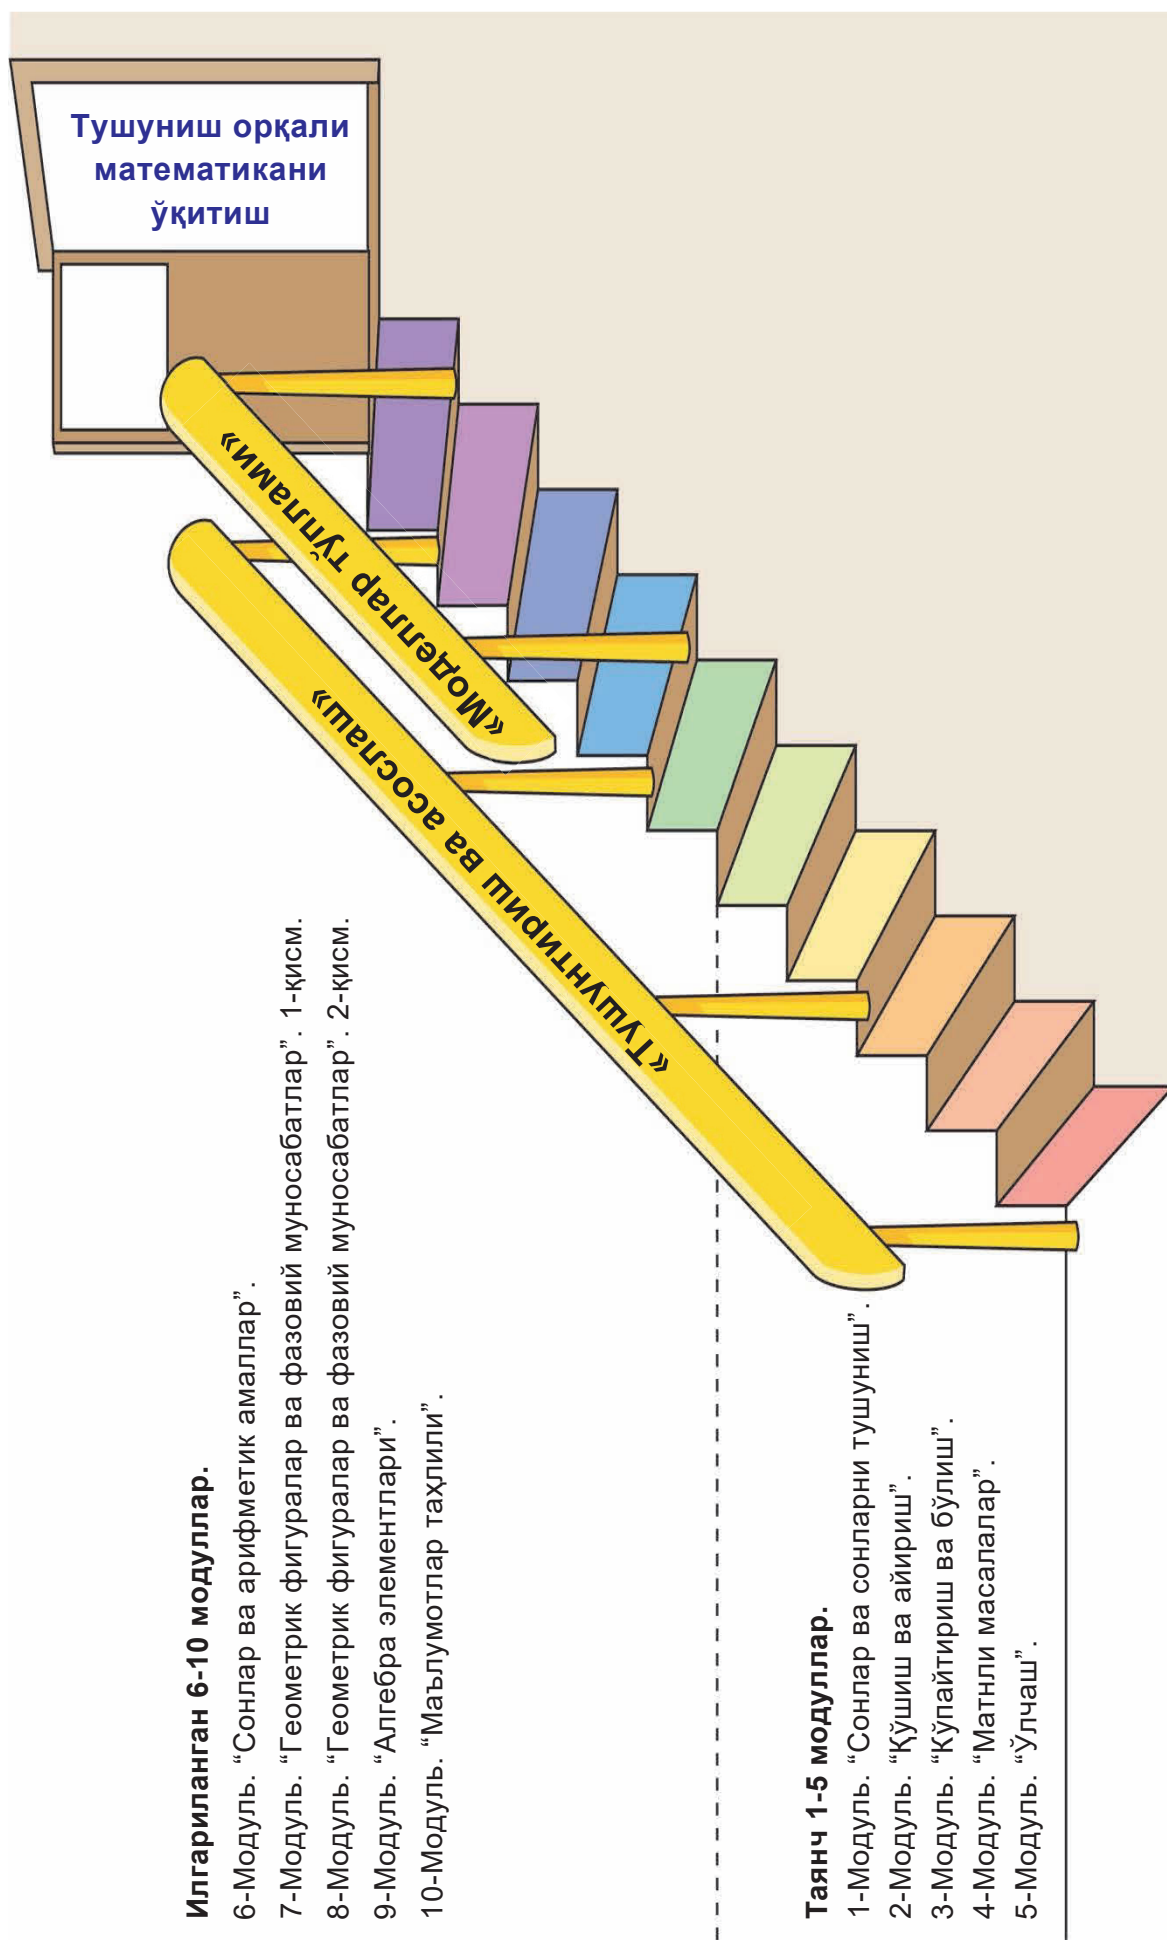 Тушуниш орқали
математикани
ўқитиш
«Моделлар тўплами»
«Тушунтириш ва асослаш»
Илгариланган 6-10 модуллар.
6-Модуль. “Сонлар ва арифметик амаллар”.
7-Модуль. “Геометрик фигуралар ва фазовий муносабатлар”. 1-қисм.
8-Модуль. “Геометрик фигуралар ва фазовий муносабатлар”. 2-қисм.
9-Модуль. “Алгебра элементлари”.
10-Модуль. “Маълумотлар таҳлили”.
Таянч 1-5 модуллар.
1-Модуль. “Сонлар ва сонларни тушуниш”.
2-Модуль. “Қўшиш ва айириш”.
3-Модуль. “Кўпайтириш ва бўлиш”.
4-Модуль. “Матнли масалалар”.
5-Модуль. “Ўлчаш”.